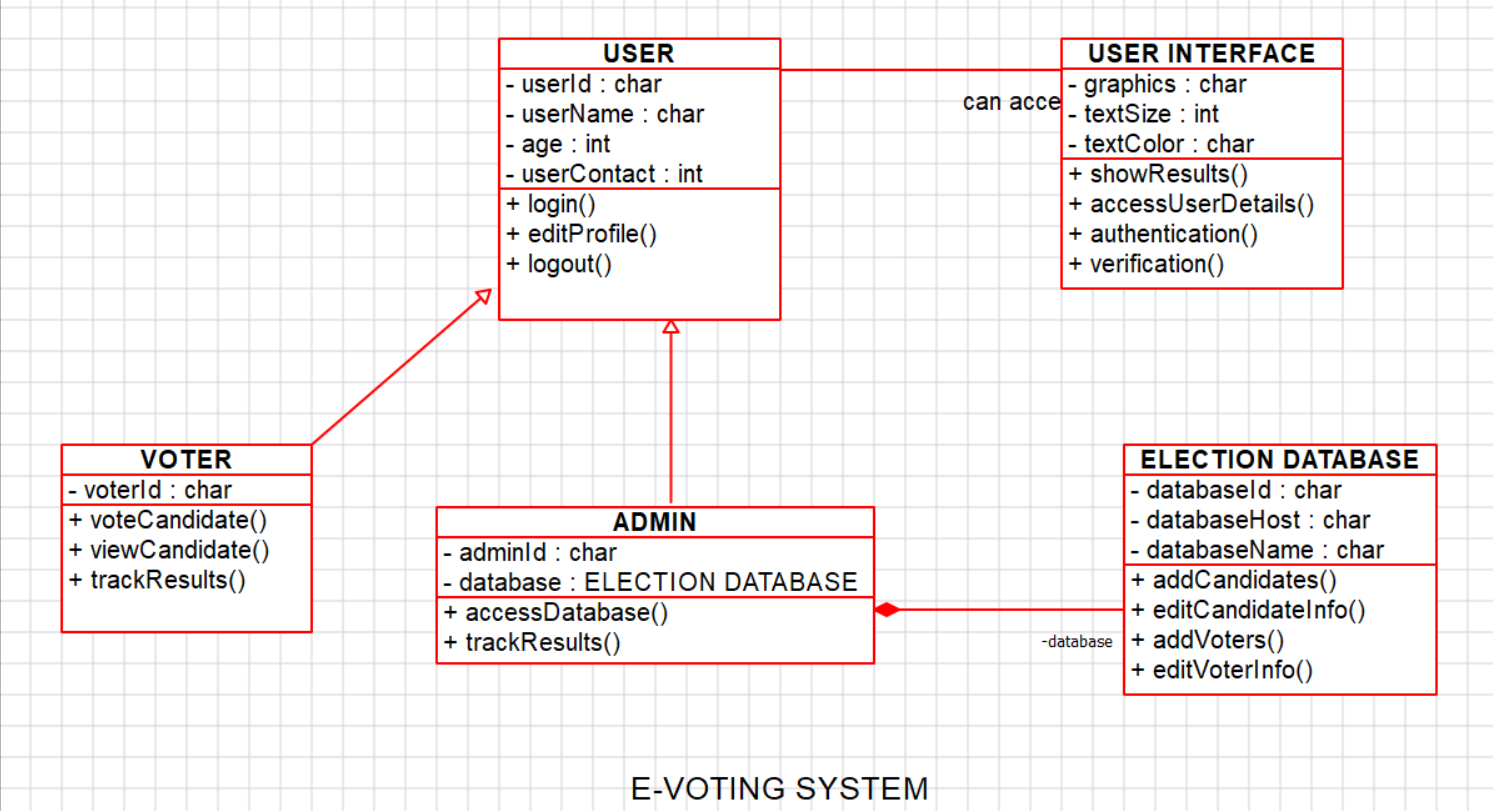 USER
- userId : char
- userName : char
- age : int
- userContact : int
+ login()
+ editProfile()
+ logout()
can acce
USER INTERFACE
- graphics : char
- textSize : int
- textColor : char
+ showResults()
+ accessUserDetails()
+ authentication()
+ verification()
VOTER
- voterId : char
+ voteCandidate()
+ viewCandidate()
+ trackResults()
ADMIN
- adminId : char
- database : ELECTION DATABASE
+ accessDatabase()
+ trackResults()
-database
ELECTION DATABASE
- databaseId : char
- databaseHost : char
- databaseName : char
+ addCandidates()
+ editCandidateInfo()
+ addVoters()
+ editVoterInfo()
E-VOTING SYSTEM